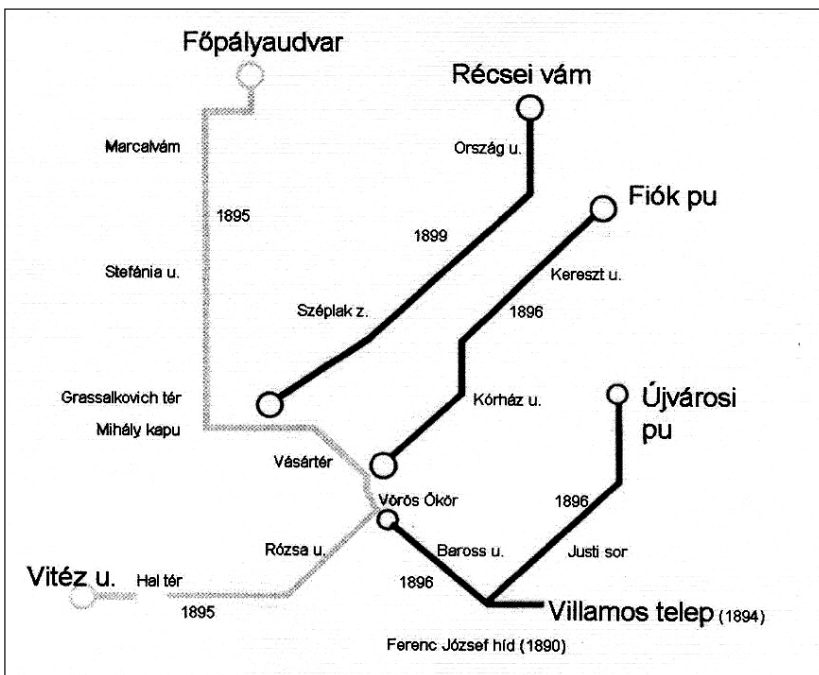 Főpályaudvar
Récsei vám
Marcalvám
Ország u.
Fiók pu
1895
1899
Stefánia u.
Kereszt u.
Széplak z.
1896
Grassalkovich tér
Kórház u.
Újvárosi
pu
Mihály kapu
Vásártér
Vörös Őkör
1896
Rózsa u.
Baross u.
Justi sor
Vitéz u.
Hal tér
1896
1895
Villamos telep (1894)
Ferenc József híd (1890)